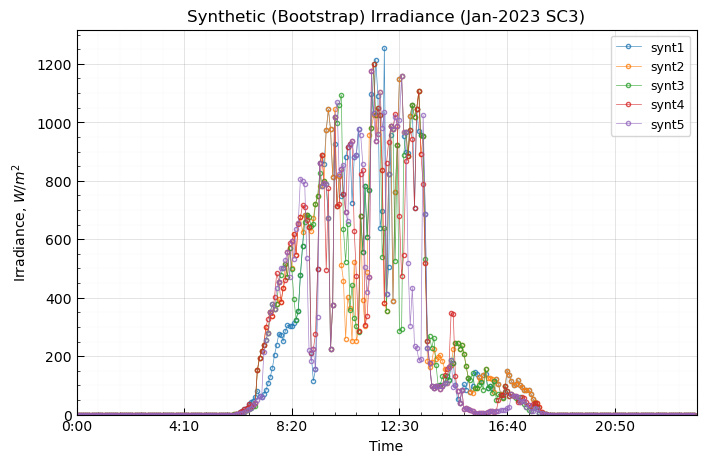 Synthetic (Bootstrap) Irradiance (Jan-2023 SC3)
1200
1000
800
600
400
200
0
Irradiance, W/m²
synt1
synt2
synt3
synt4
synt5
0:00
4:10
8:20
12:30
16:40
20:50
Time